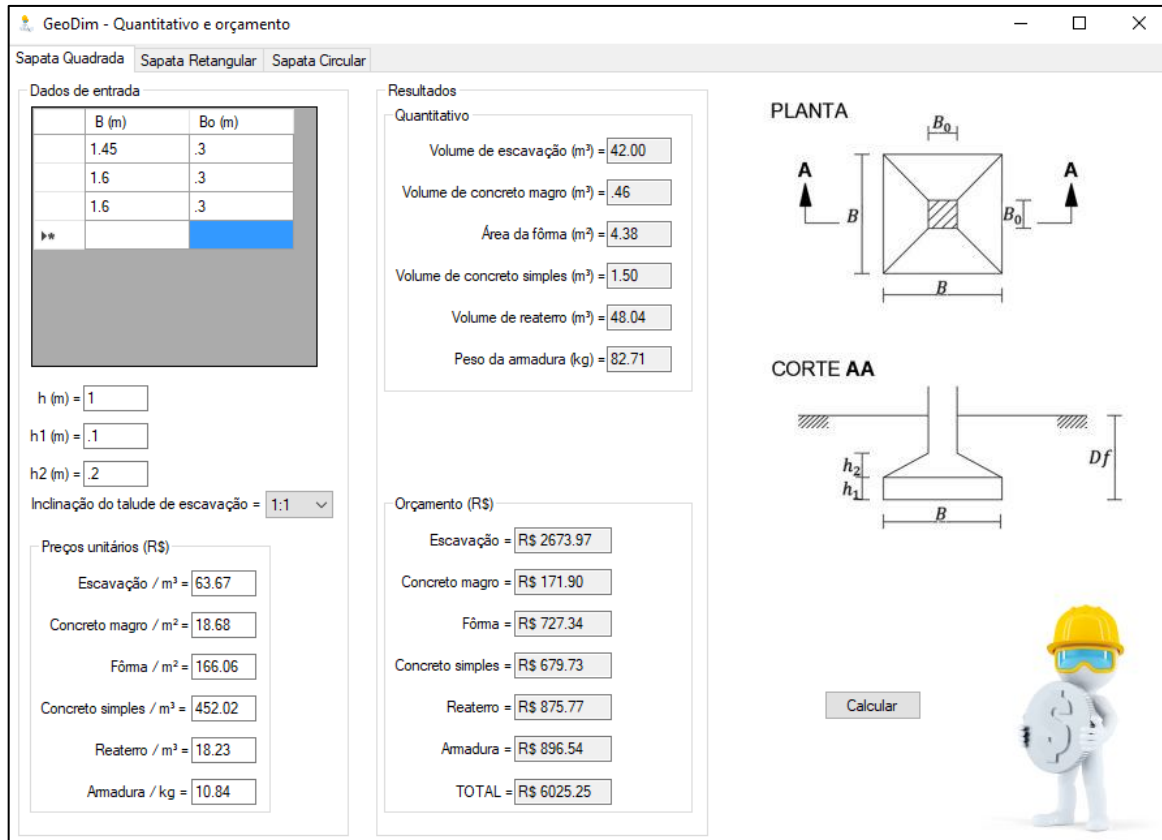 GeoDim - Quantitativo e orçamento
Sapata Quadrada Sapata Retangular Sapata Circular
Dados de entrada
B (m) Bo (m)
1.45 .3
1.6 .3
1.6 .3
h (m) = 1
h1 (m) = .1
h2 (m) = .2
Inclinação do talude de escavação = 1:1
Preços unitários (R$)
Escavação / m³ = 63.67
Concreto magro / m² = 18.68
Fôrma / m² = 166.06
Concreto simples / m³ = 452.02
Reaterro / m³ = 18.23
Armadura / kg = 10.84
Resultados
Quantitativo
Volume de escavação (m³) = 42.00
Volume de concreto magro (m³) = .46
Área da fôrma (m²) = 4.38
Volume de concreto simples (m³) = 1.50
Volume de reaterro (m³) = 48.04
Peso da armadura (kg) = 82.71
Orçamento (R$)
Escavação = R$ 2673.97
Concreto magro = R$ 171.90
Fôrma = R$ 727.34
Concreto simples = R$ 679.73
Reaterro = R$ 875.77
Armadura = R$ 896.54
TOTAL = R$ 6025.25
PLANTA
B₀
A A
B B₀
B
CORTE AA
h₂ Df
h₁
B
Calcular
$